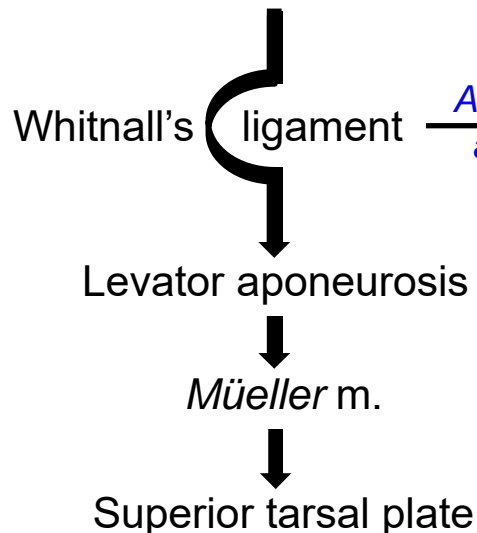 Whitnall's ligament
Levator aponeurosis
Müeller m.
Superior tarsal plate